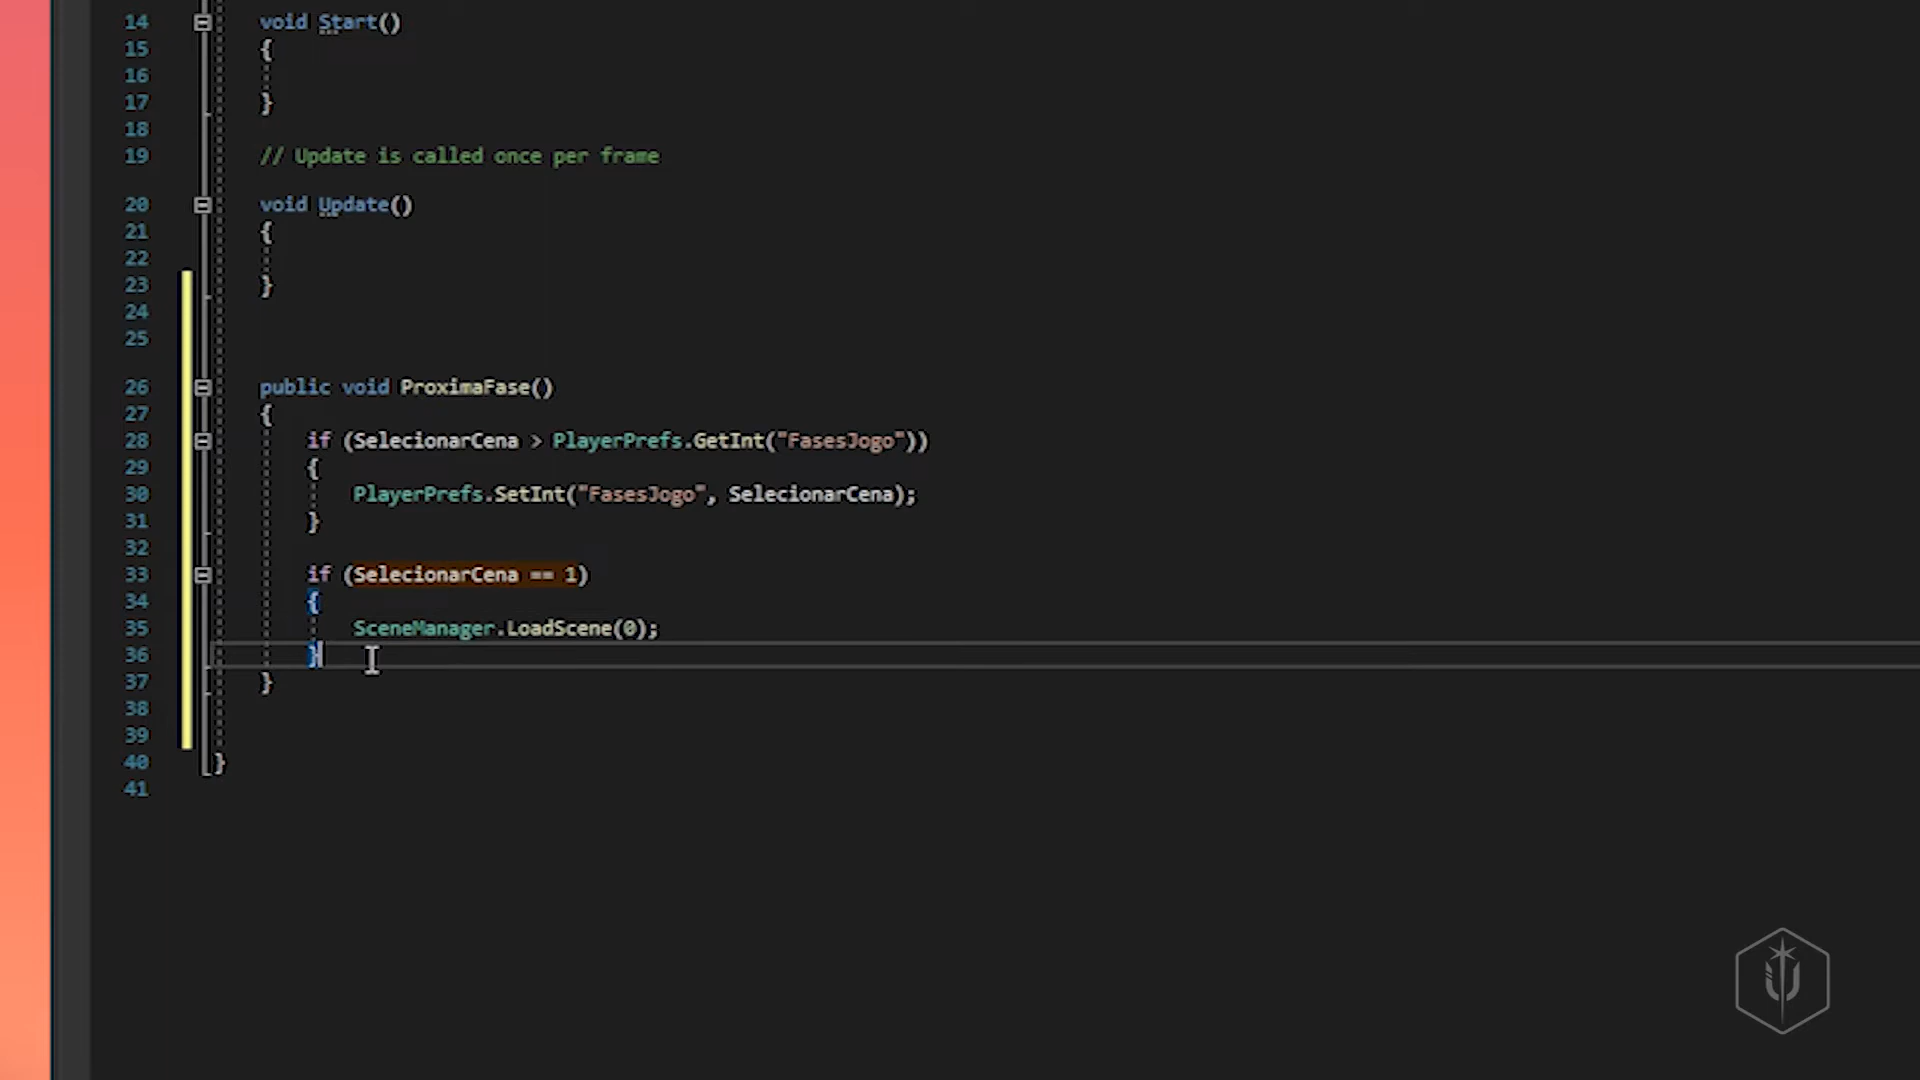 14 void Start()
15 {
16
17 }
18
19 // Update is called once per frame
20 void Update()
21 {
22
23 }
24
25
26 public void ProximaFase()
27 {
28 if (SelecionarCena > PlayerPrefs.GetInt("FasesJogo"))
29 {
30 PlayerPrefs.SetInt("FasesJogo", SelecionarCena);
31 }
32
33 if (SelecionarCena == 1)
34 {
35 SceneManager.LoadScene(0);
36 }
37 }
38
39
40 }
41